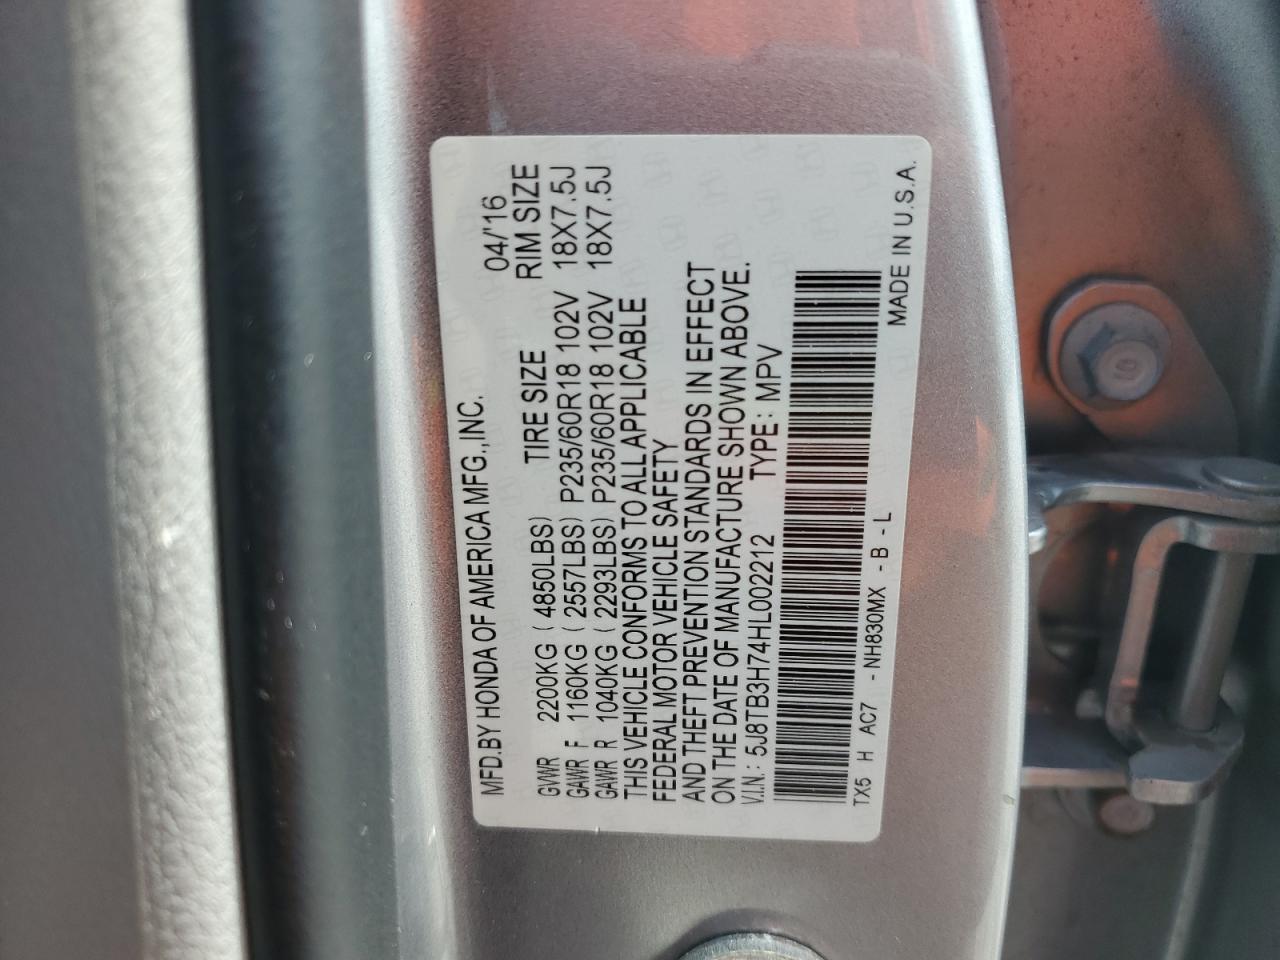 MFD.BY HONDA OF AMERICA MFG.,INC. 04/'16
TIRE SIZE RIM SIZE
GVWR 2200KG ( 4850LBS)
GAWR F 1160KG ( 2557LBS) P235/60R18 102V 18X7.5J
GAWR R 1040KG ( 2293LBS) P235/60R18 102V 18X7.5J
THIS VEHICLE CONFORMS TO ALL APPLICABLE
FEDERAL MOTOR VEHICLE SAFETY
AND THEFT PREVENTION STANDARDS IN EFFECT
ON THE DATE OF MANUFACTURE SHOWN ABOVE.
V.I.N.: 5J8TB3H74HL002212 TYPE: MPV
TX5 H AC7 -NH830MX -B -L
MADE IN U.S.A.